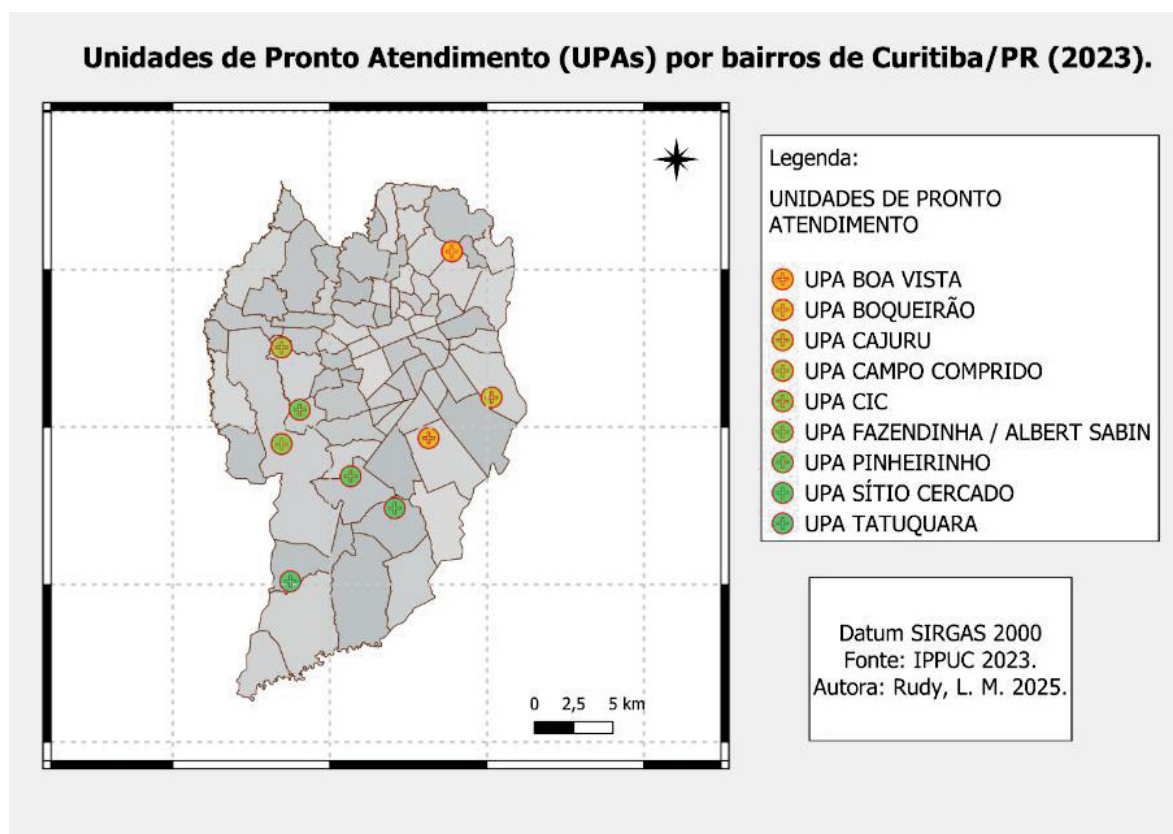 Unidades de Pronto Atendimento (UPAs) por bairros de Curitiba/PR (2023).
Legenda:
UNIDADES DE PRONTO
ATENDIMENTO
UPA BOA VISTA
UPA BOQUEIRÃO
UPA CAJURU
UPA CAMPO COMPRIDO
UPA CIC
UPA FAZENDINHA / ALBERT SABIN
UPA PINHEIRINHO
UPA SÍTIO CERCADO
UPA TATUQUARA
0 2,5 5 km
Datum SIRGAS 2000
Fonte: IPPUC 2023.
Autora: Rudy, L. M. 2025.